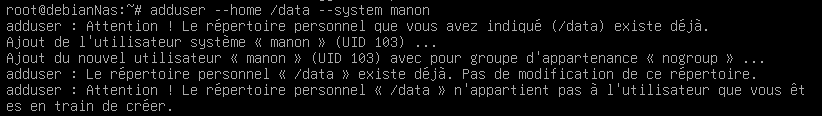 root@debianNas:~# adduser --home /data --system manon
adduser : Attention ! Le répertoire personnel que vous avez indiqué (/data) existe déjà.
Ajout de l'utilisateur système « manon » (UID 103) ...
Ajout du nouvel utilisateur « manon » (UID 103) avec pour groupe d'appartenance « nogroup » ...
adduser : Le répertoire personnel « /data » existe déjà. Pas de modification de ce répertoire.
adduser : Attention ! Le répertoire personnel « /data » n'appartient pas à l'utilisateur que vous êt
es en train de créer.